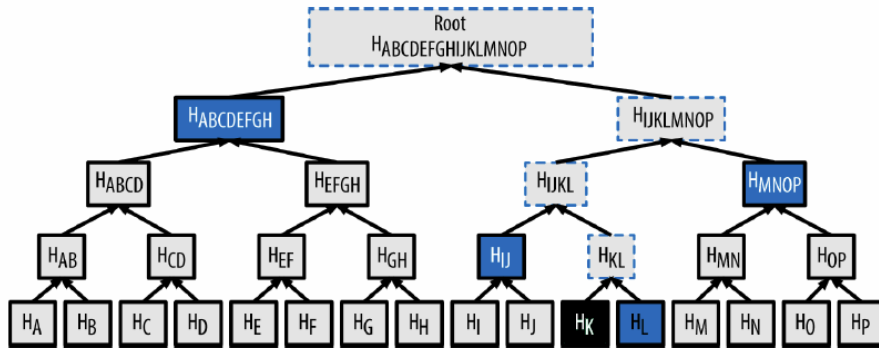 Root
HABCDEFGHIJKLMNOP
HABCDEFGH HIJKLMNOP
HABCD HEFGH HIJKL HMNOP
HAB HCD HEF HGH HIJ HKL HMN HOP
HA HB HC HD HE HF HG HH HI HJ HK HL HM HN HO HP